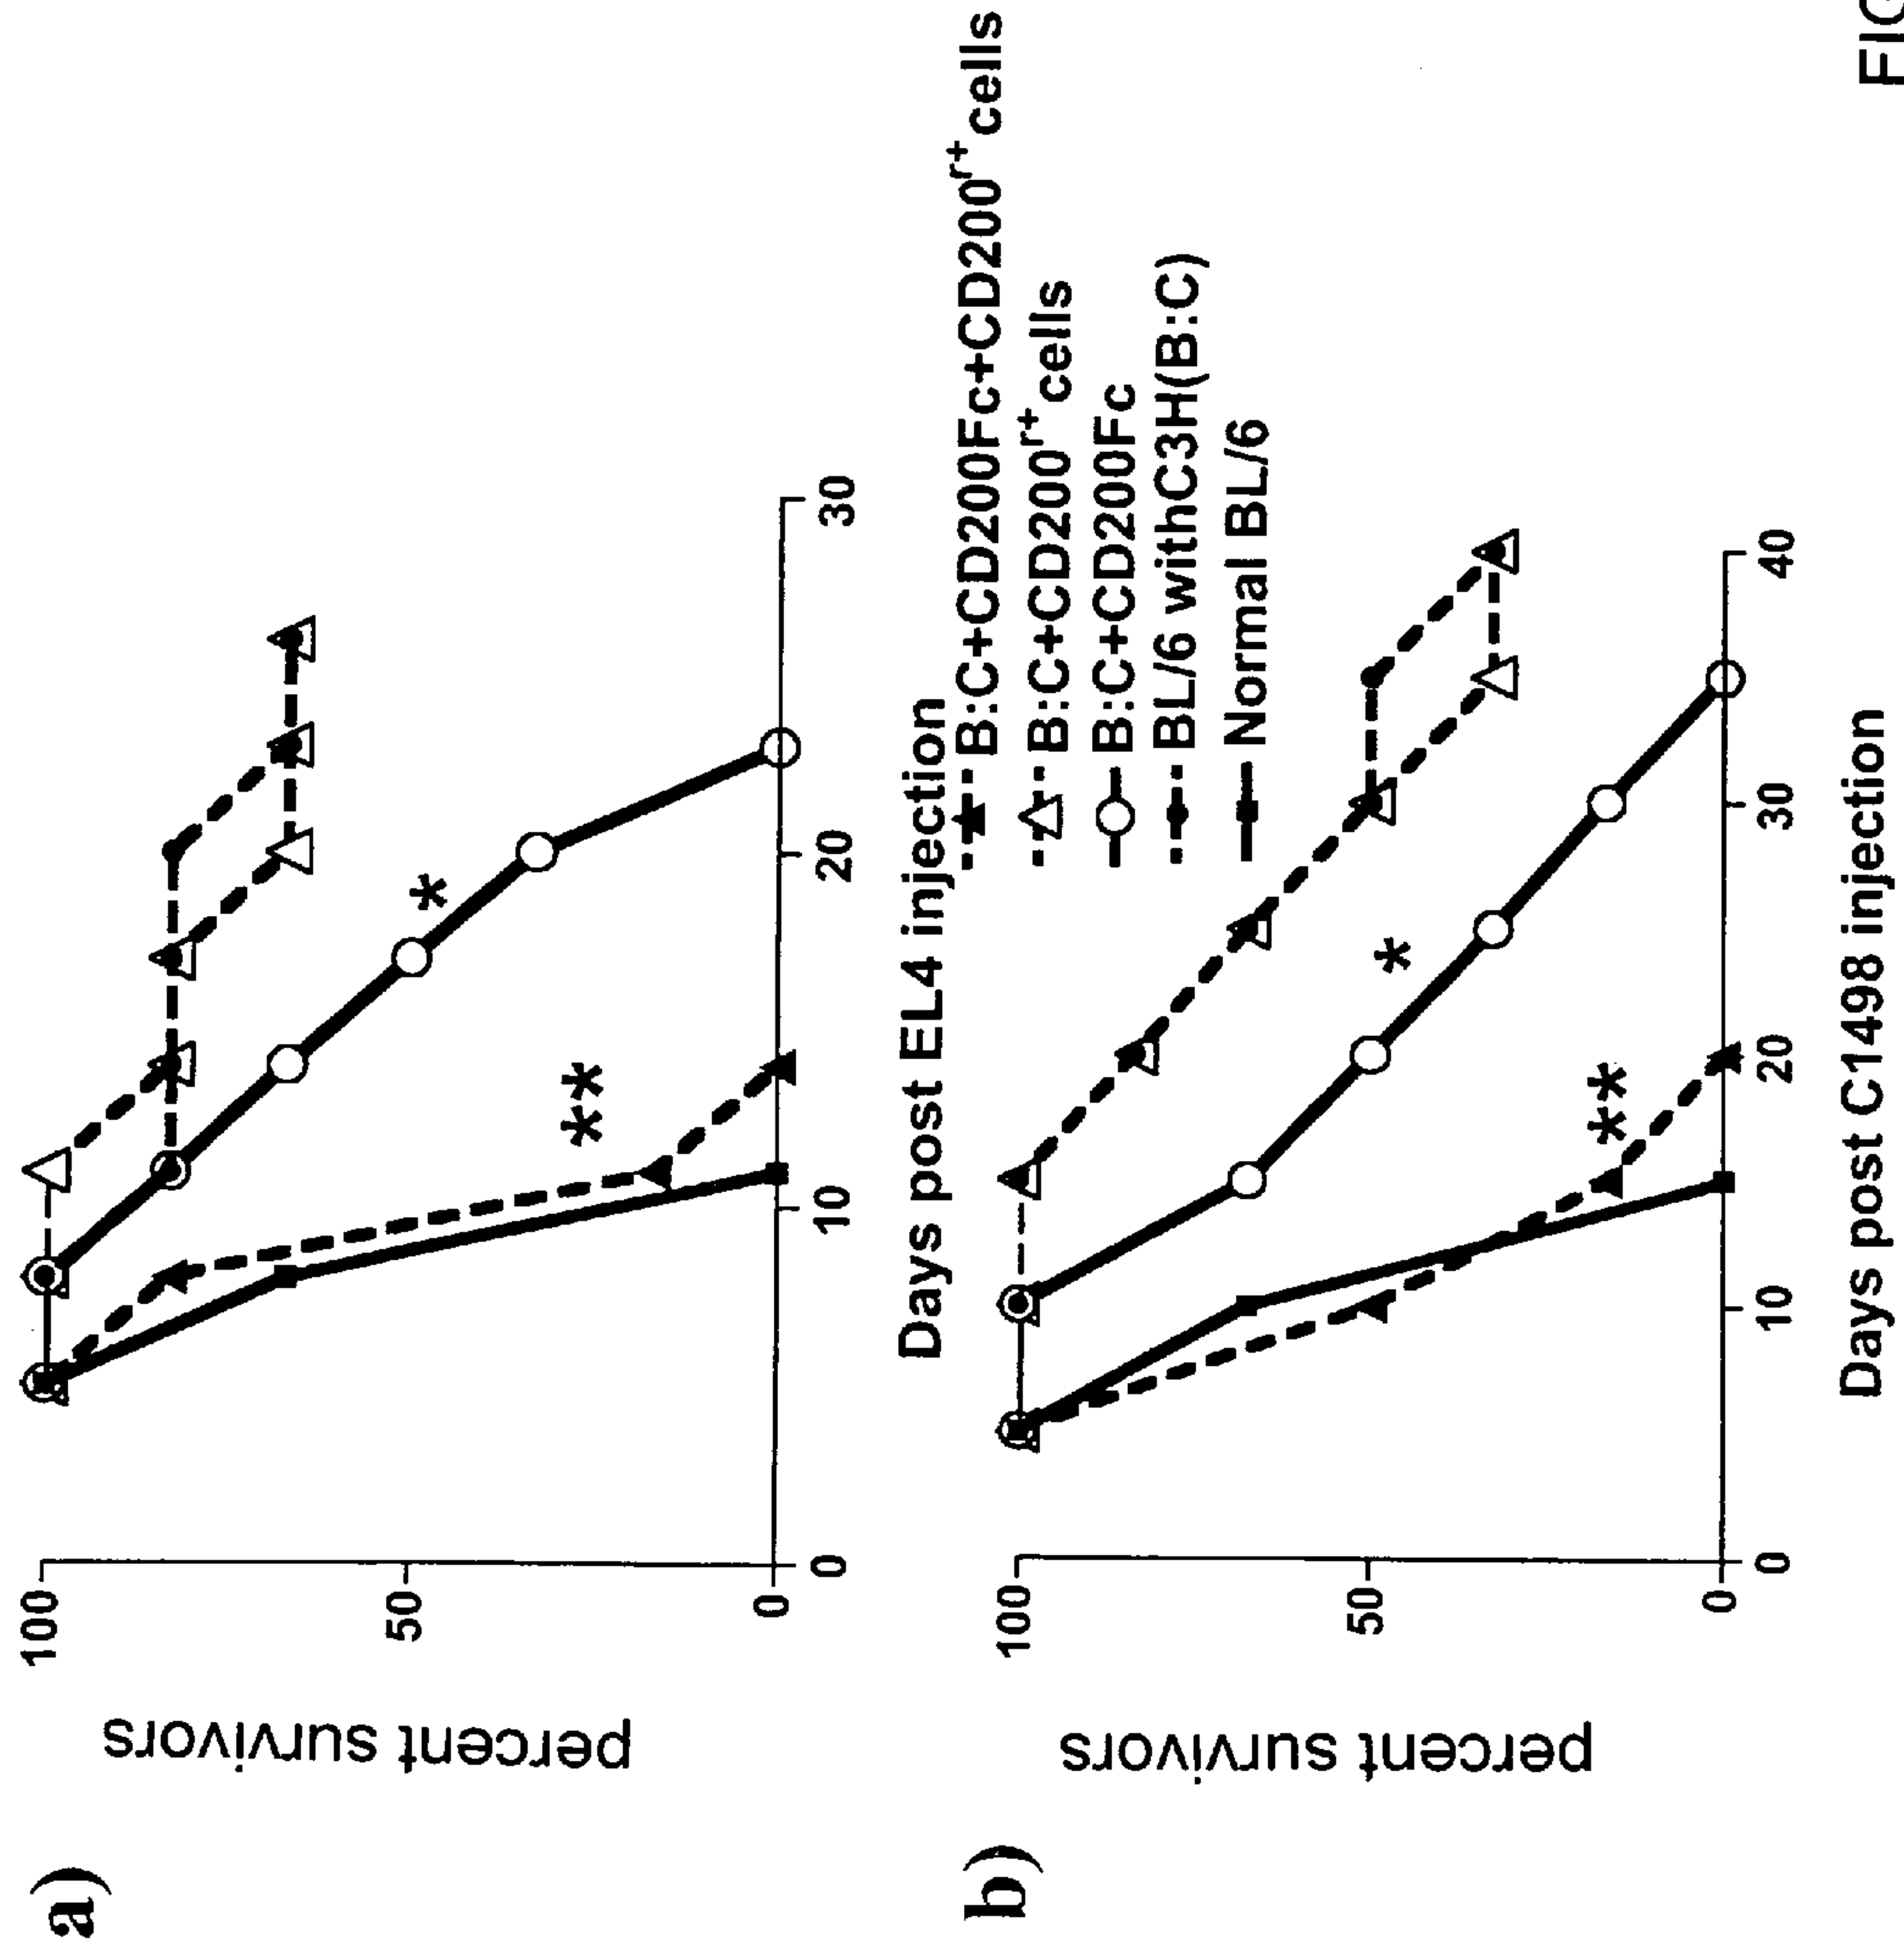 a)
percent survivors
100
50
0
0
10
20
30
*
**
Days post EL4 injection
B:C+CD200Fc+CD200r+cells
B:C+CD200r+cells
B:C+CD200Fc
BL/6 withC3H(B:C)
Normal BL/6
b)
percent survivors
100
50
0
0
10
20
30
40
*
**
Days post C1498 injection